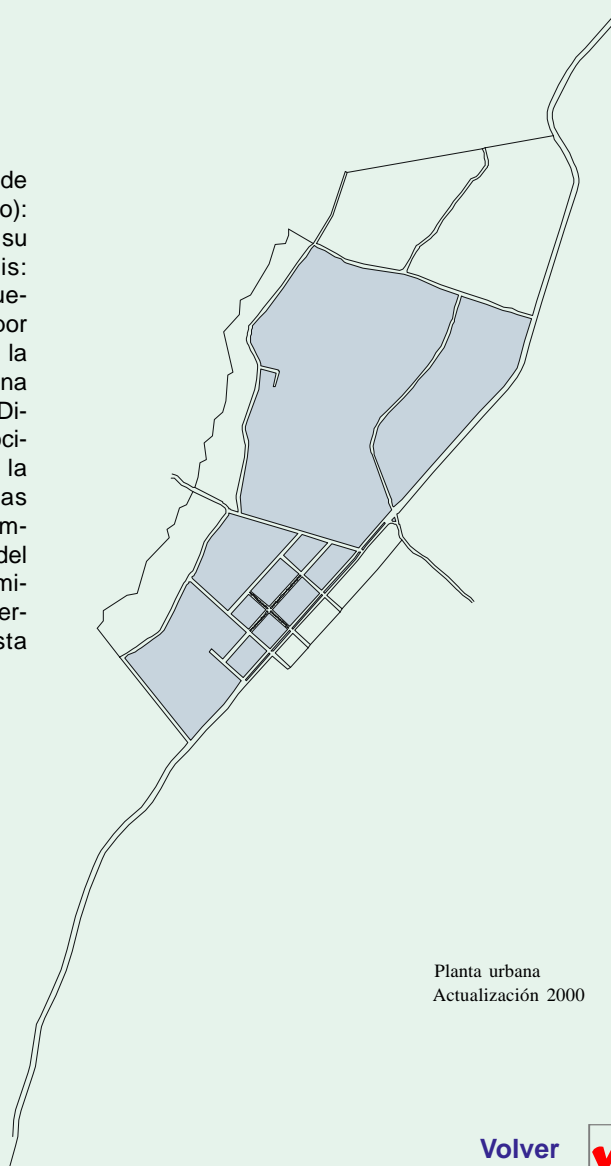 de
o):
su
is:
ue-
por
la
na
Di-
oci-
la
as
m-
del
mi-
er-
sta
Planta urbana
Actualización 2000
Volver